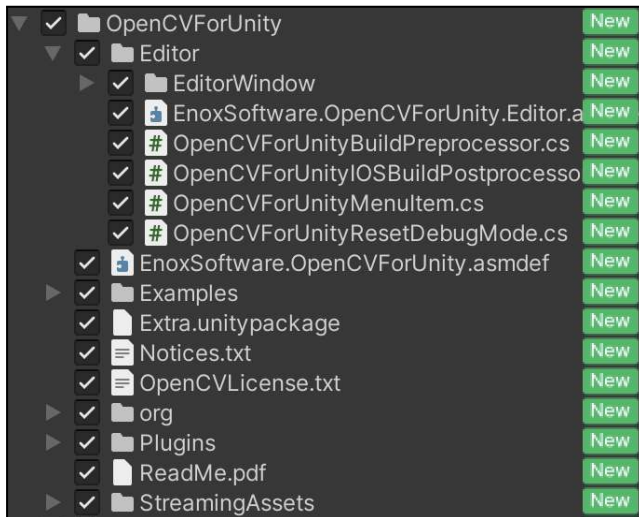 OpenCVForUnity New
Editor New
EditorWindow New
EnoxSoftware.OpenCVForUnity.Editor.a New
# OpenCVForUnityBuildPreprocessor.cs New
# OpenCVForUnityIOSBuildPostprocesso New
# OpenCVForUnityMenuItem.cs New
# OpenCVForUnityResetDebugMode.cs New
EnoxSoftware.OpenCVForUnity.asmdef New
Examples New
Extra.unitypackage New
Notices.txt New
OpenCVLicense.txt New
org New
Plugins New
ReadMe.pdf New
StreamingAssets New